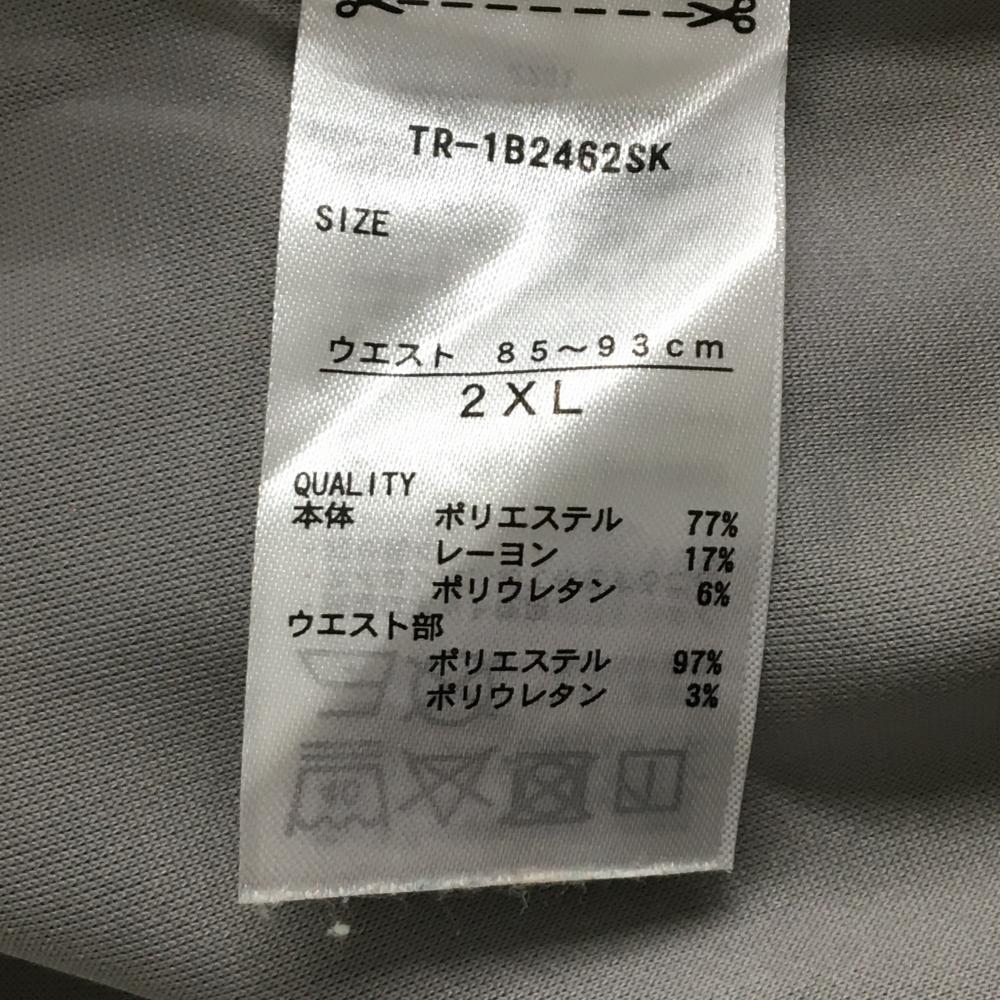 TR-1B2462SK
SIZE
ウエスト 85～93cm
2XL
QUALITY
本体 ポリエステル 77%
レーヨン 17%
ポリウレタン 6%
ウエスト部
ポリエステル 97%
ポリウレタン 3%